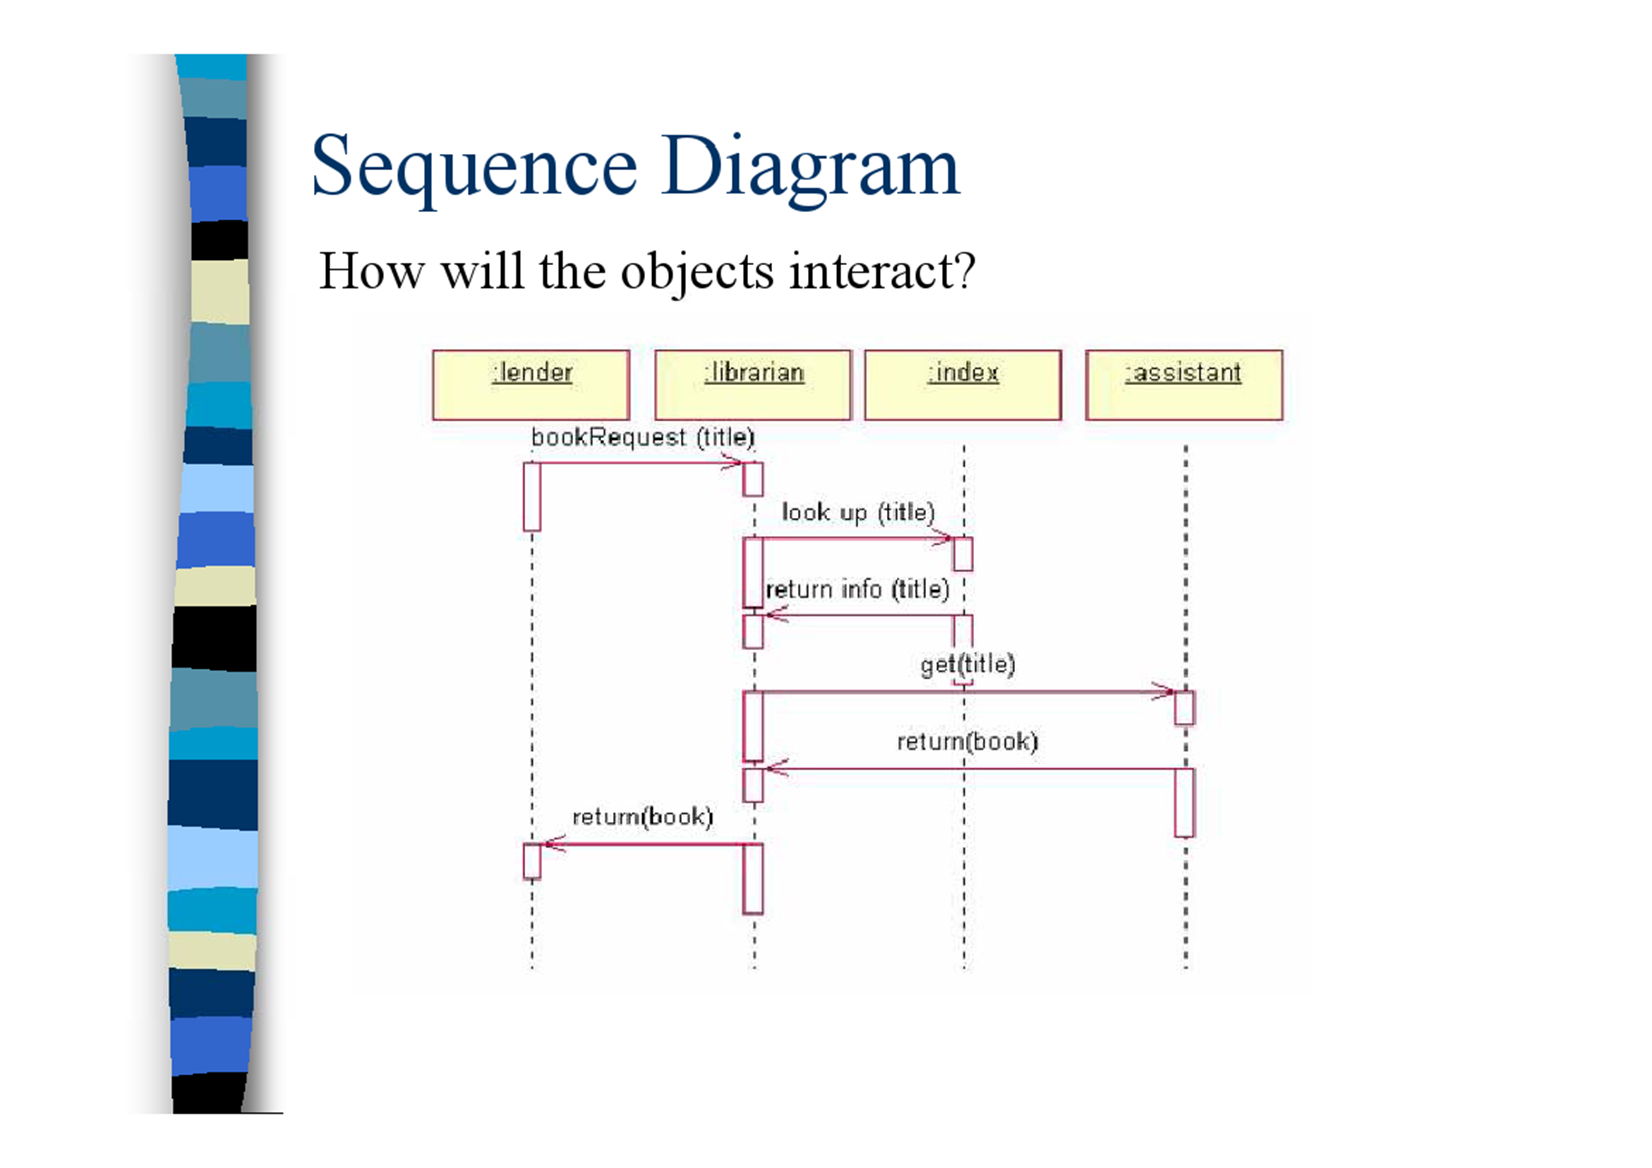 Sequence Diagram
How will the objects interact?
:lender :librarian :index :assistant
bookRequest (title)
look up (title)
return info (title)
get(title)
return(book)
return(book)